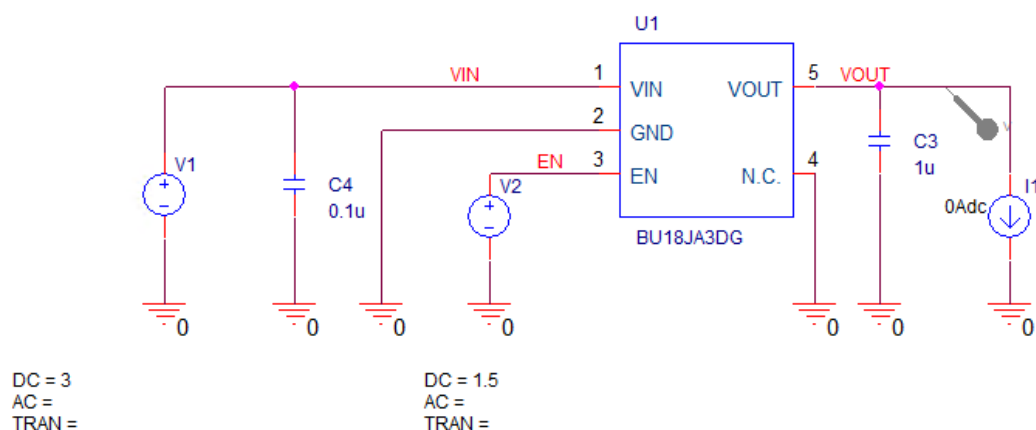 U1
VIN
1
VIN
VOUT
5
VOUT
2
GND
V
C3
1u
V1
EN
3
EN
N.C.
4
V2
C4
0.1u
I1
0Adc
BU18JA3DG
0
0
0
0
0
0
0
DC = 3
AC =
TRAN =
DC = 1.5
AC =
TRAN =